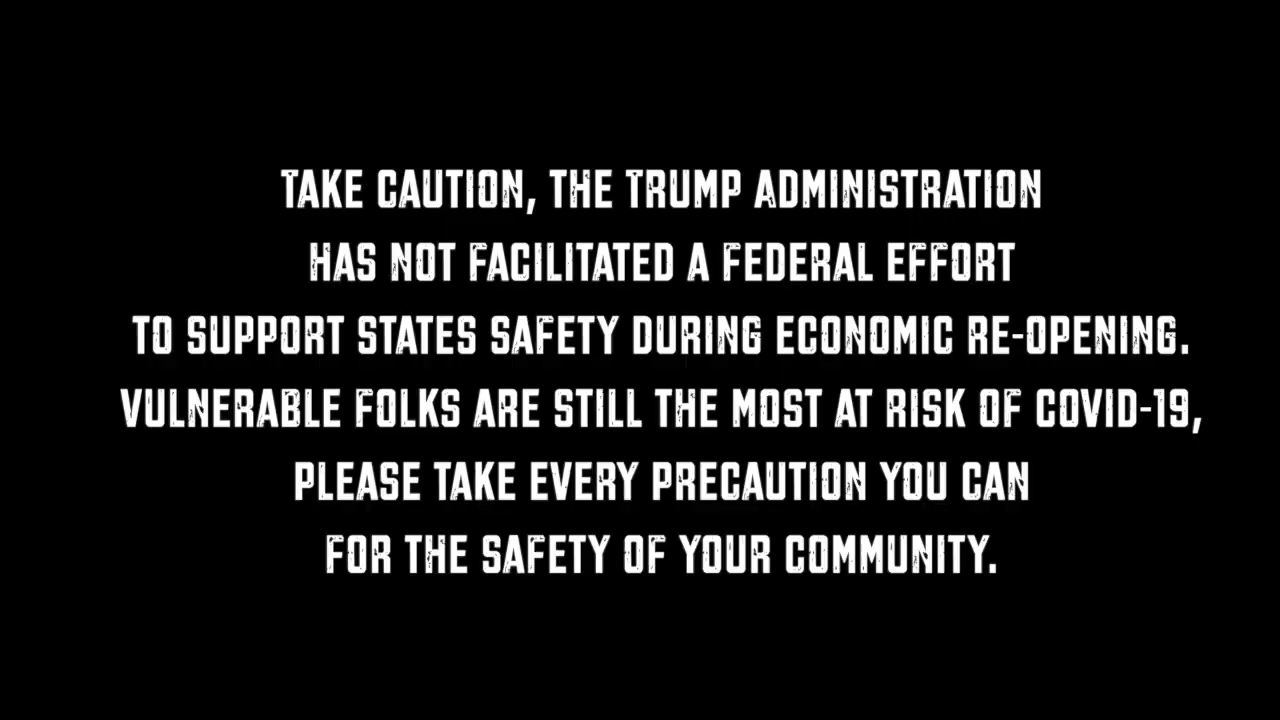 TAKE CAUTION, THE TRUMP ADMINISTRATION
HAS NOT FACILITATED A FEDERAL EFFORT
TO SUPPORT STATES SAFETY DURING ECONOMIC RE-OPENING.
VULNERABLE FOLKS ARE STILL THE MOST AT RISK OF COVID-19,
PLEASE TAKE EVERY PRECAUTION YOU CAN
FOR THE SAFETY OF YOUR COMMUNITY.